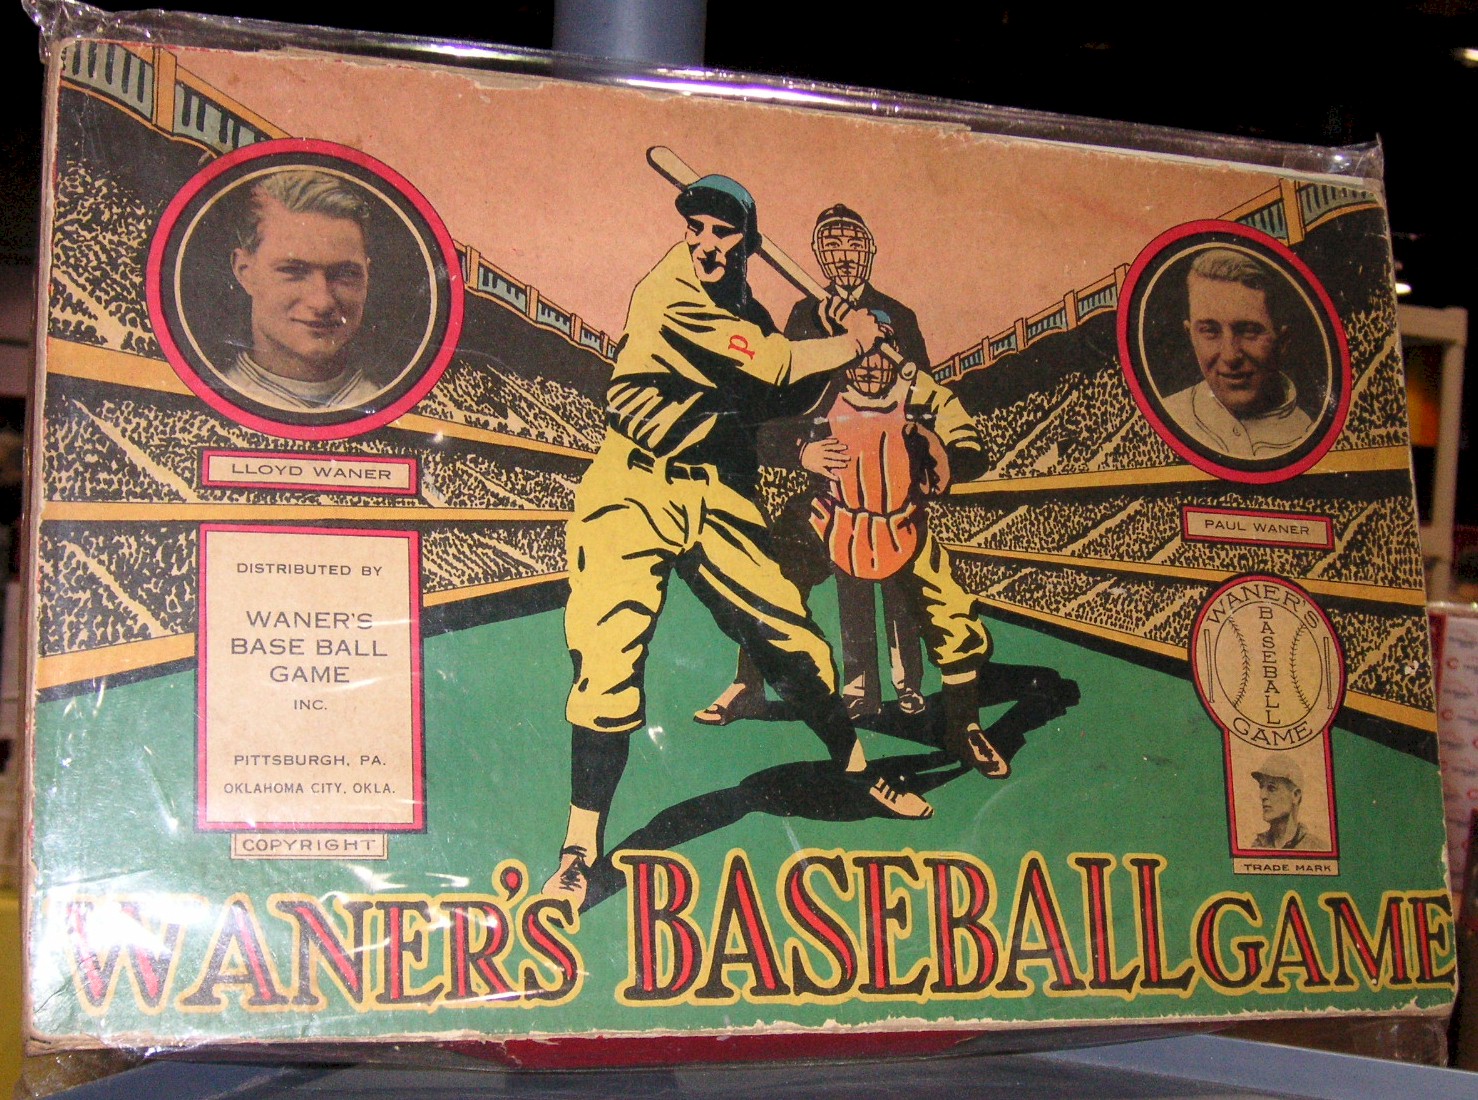 LLOYD WANER
DISTRIBUTED BY
WANER'S
BASE BALL
GAME
INC.
PITTSBURGH, PA.
OKLAHOMA CITY, OKLA.
COPYRIGHT
P
PAUL WANER
WANER'S
BASEBALL
GAME
TRADE MARK
WANER'S BASEBALL GAME